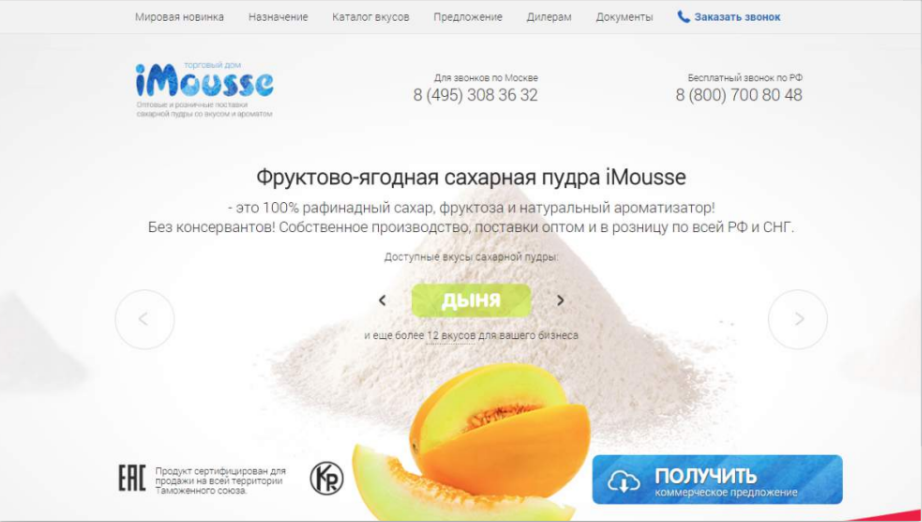 Мировая новинка Назначение Каталог вкусов Предложение Дилерам Документы Заказать звонок
торговый дом
iMousse
Оптовые и розничные поставки
сахарной пудры со вкусом и ароматом
Для звонков по Москве
8 (495) 308 36 32
Бесплатный звонок по РФ
8 (800) 700 80 48
Фруктово-ягодная сахарная пудра iMousse
- это 100% рафинадный сахар, фруктоза и натуральный ароматизатор!
Без консервантов! Собственное производство, поставки оптом и в розницу по всей РФ и СНГ.
Доступные вкусы сахарной пудры:
ДЫНЯ
и еще более 12 вкусов для вашего бизнеса
EAC
Продукт сертифицирован для
продажи на всей территории
Таможенного союза.
KR
ПОЛУЧИТЬ
коммерческое предложение